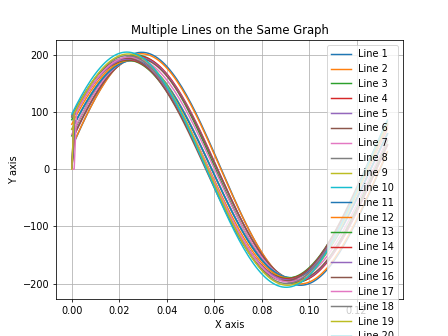 Multiple Lines on the Same Graph
Y axis
200
100
0
−100
−200
0.00
0.02
0.04
0.06
0.08
0.10
X axis
Line 1
Line 2
Line 3
Line 4
Line 5
Line 6
Line 7
Line 8
Line 9
Line 10
Line 11
Line 12
Line 13
Line 14
Line 15
Line 16
Line 17
Line 18
Line 19
Line 20